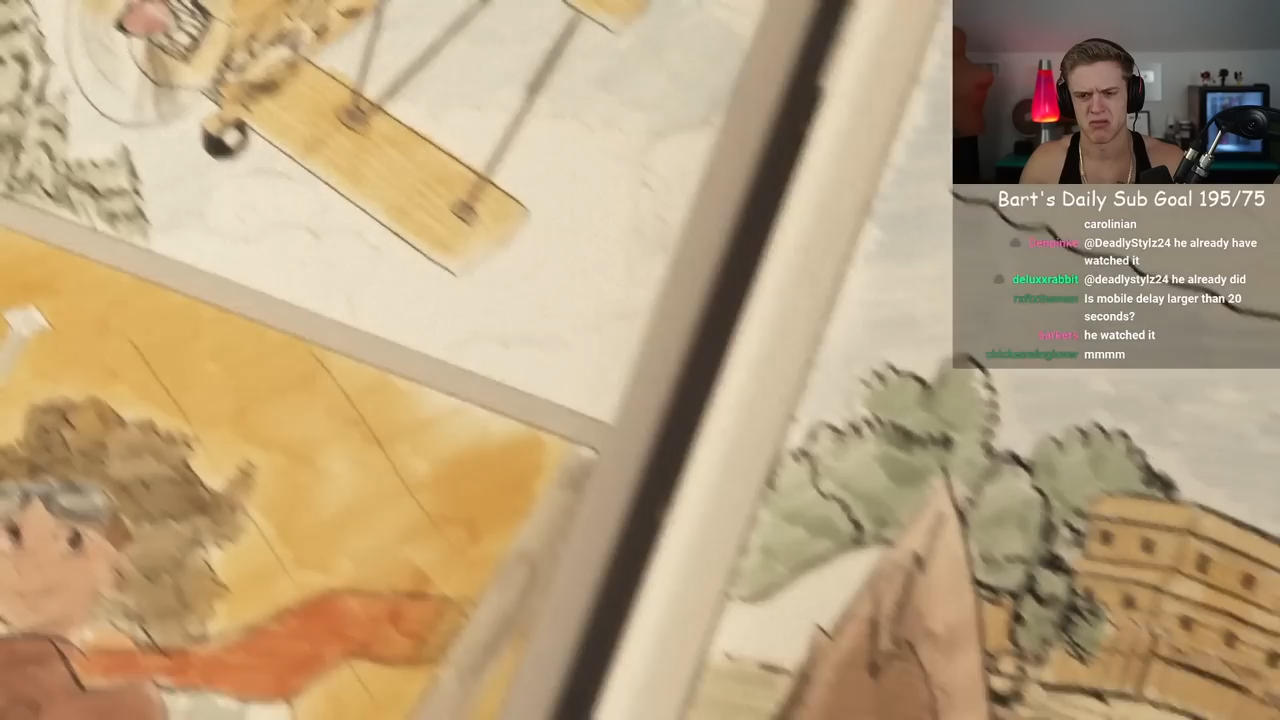 Bart's Daily Sub Goal 195/75
carolinian
@DeadlyStylz24 he already have
watched it
deluxxrabbit @deadlystylz24 he already did
Is mobile delay larger than 20
seconds?
he watched it
mmmm